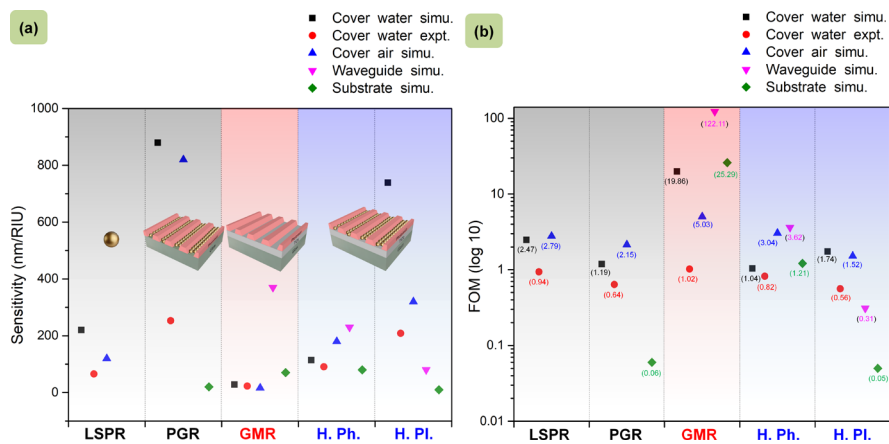 (a)
Cover water simu.
Cover water expt.
Cover air simu.
Waveguide simu.
Substrate simu.
Sensitivity (nm/RIU)
1000
800
600
400
200
0
LSPR PGR GMR H. Ph. H. Pl.
(b)
Cover water simu.
Cover water expt.
Cover air simu.
Waveguide simu.
Substrate simu.
FOM (log 10)
100
10
1
0.1
0.01
(2.47)
(2.79)
(0.94)
(1.19)
(2.15)
(0.64)
(0.06)
(122.11)
(19.86)
(25.29)
(5.03)
(1.02)
(3.04)
(3.62)
(1.04)
(0.82)
(1.21)
(1.74)
(1.52)
(0.56)
(0.31)
(0.05)
LSPR PGR GMR H. Ph. H. Pl.